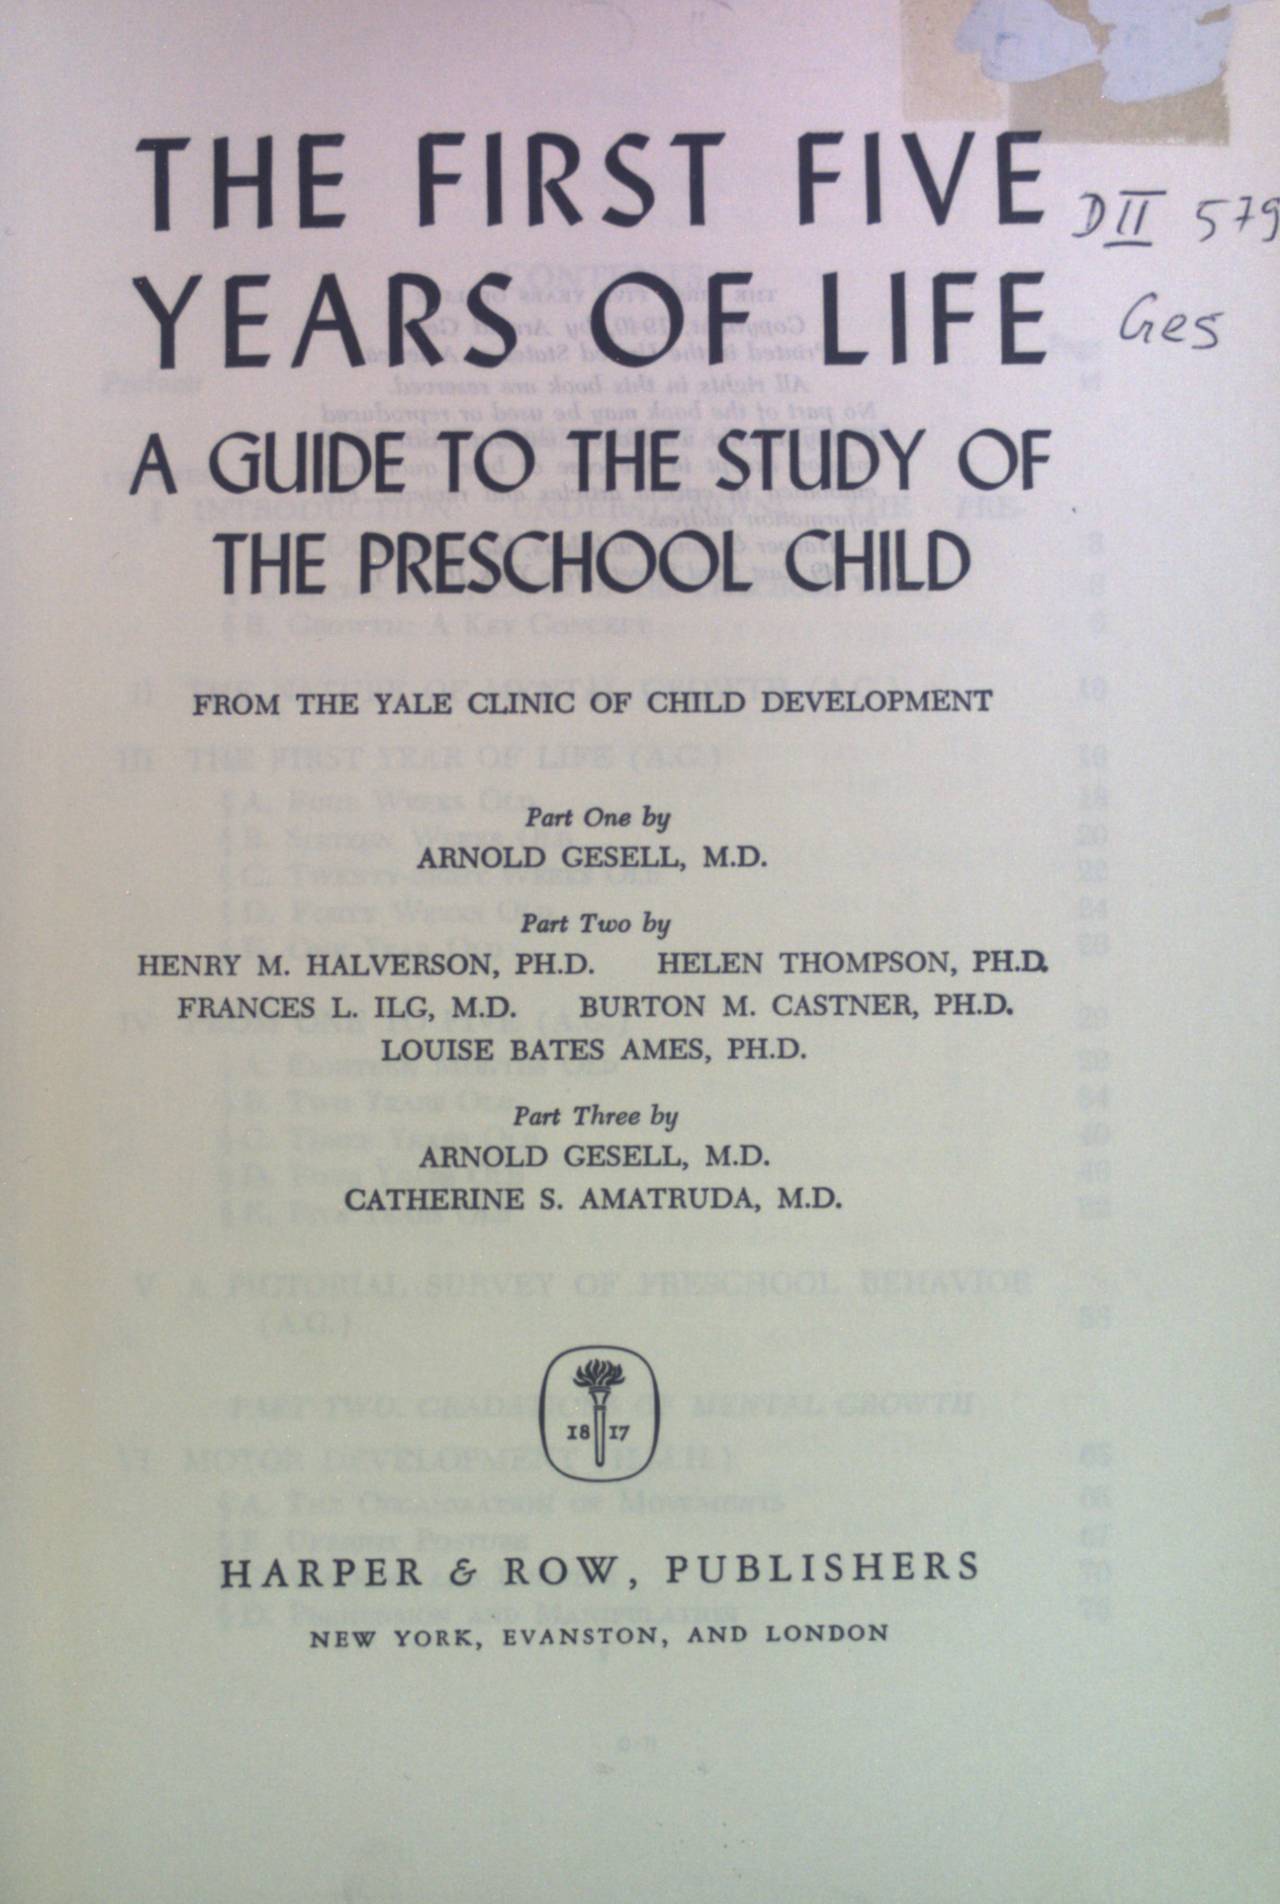 THE FIRST FIVE
DII 579
YEARS OF LIFE
Ges
A GUIDE TO THE STUDY OF
THE PRESCHOOL CHILD
FROM THE YALE CLINIC OF CHILD DEVELOPMENT
Part One by
ARNOLD GESELL, M.D.
Part Two by
HENRY M. HALVERSON, PH.D. HELEN THOMPSON, PH.D.
FRANCES L. ILG, M.D. BURTON M. CASTNER, PH.D.
LOUISE BATES AMES, PH.D.
Part Three by
ARNOLD GESELL, M.D.
CATHERINE S. AMATRUDA, M.D.
18 17
HARPER & ROW, PUBLISHERS
NEW YORK, EVANSTON, AND LONDON